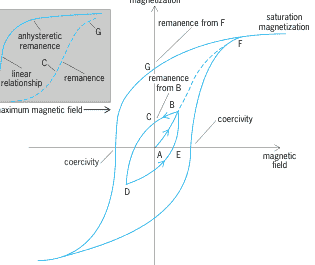 magnetization
remanence from F
saturation
magnetization
anhysteretic
remanence
G
C
linear
relationship
remanence
maximum magnetic field
G
F
remanence
from B
B
C
coercivity
A
E
magnetic
field
coercivity
D